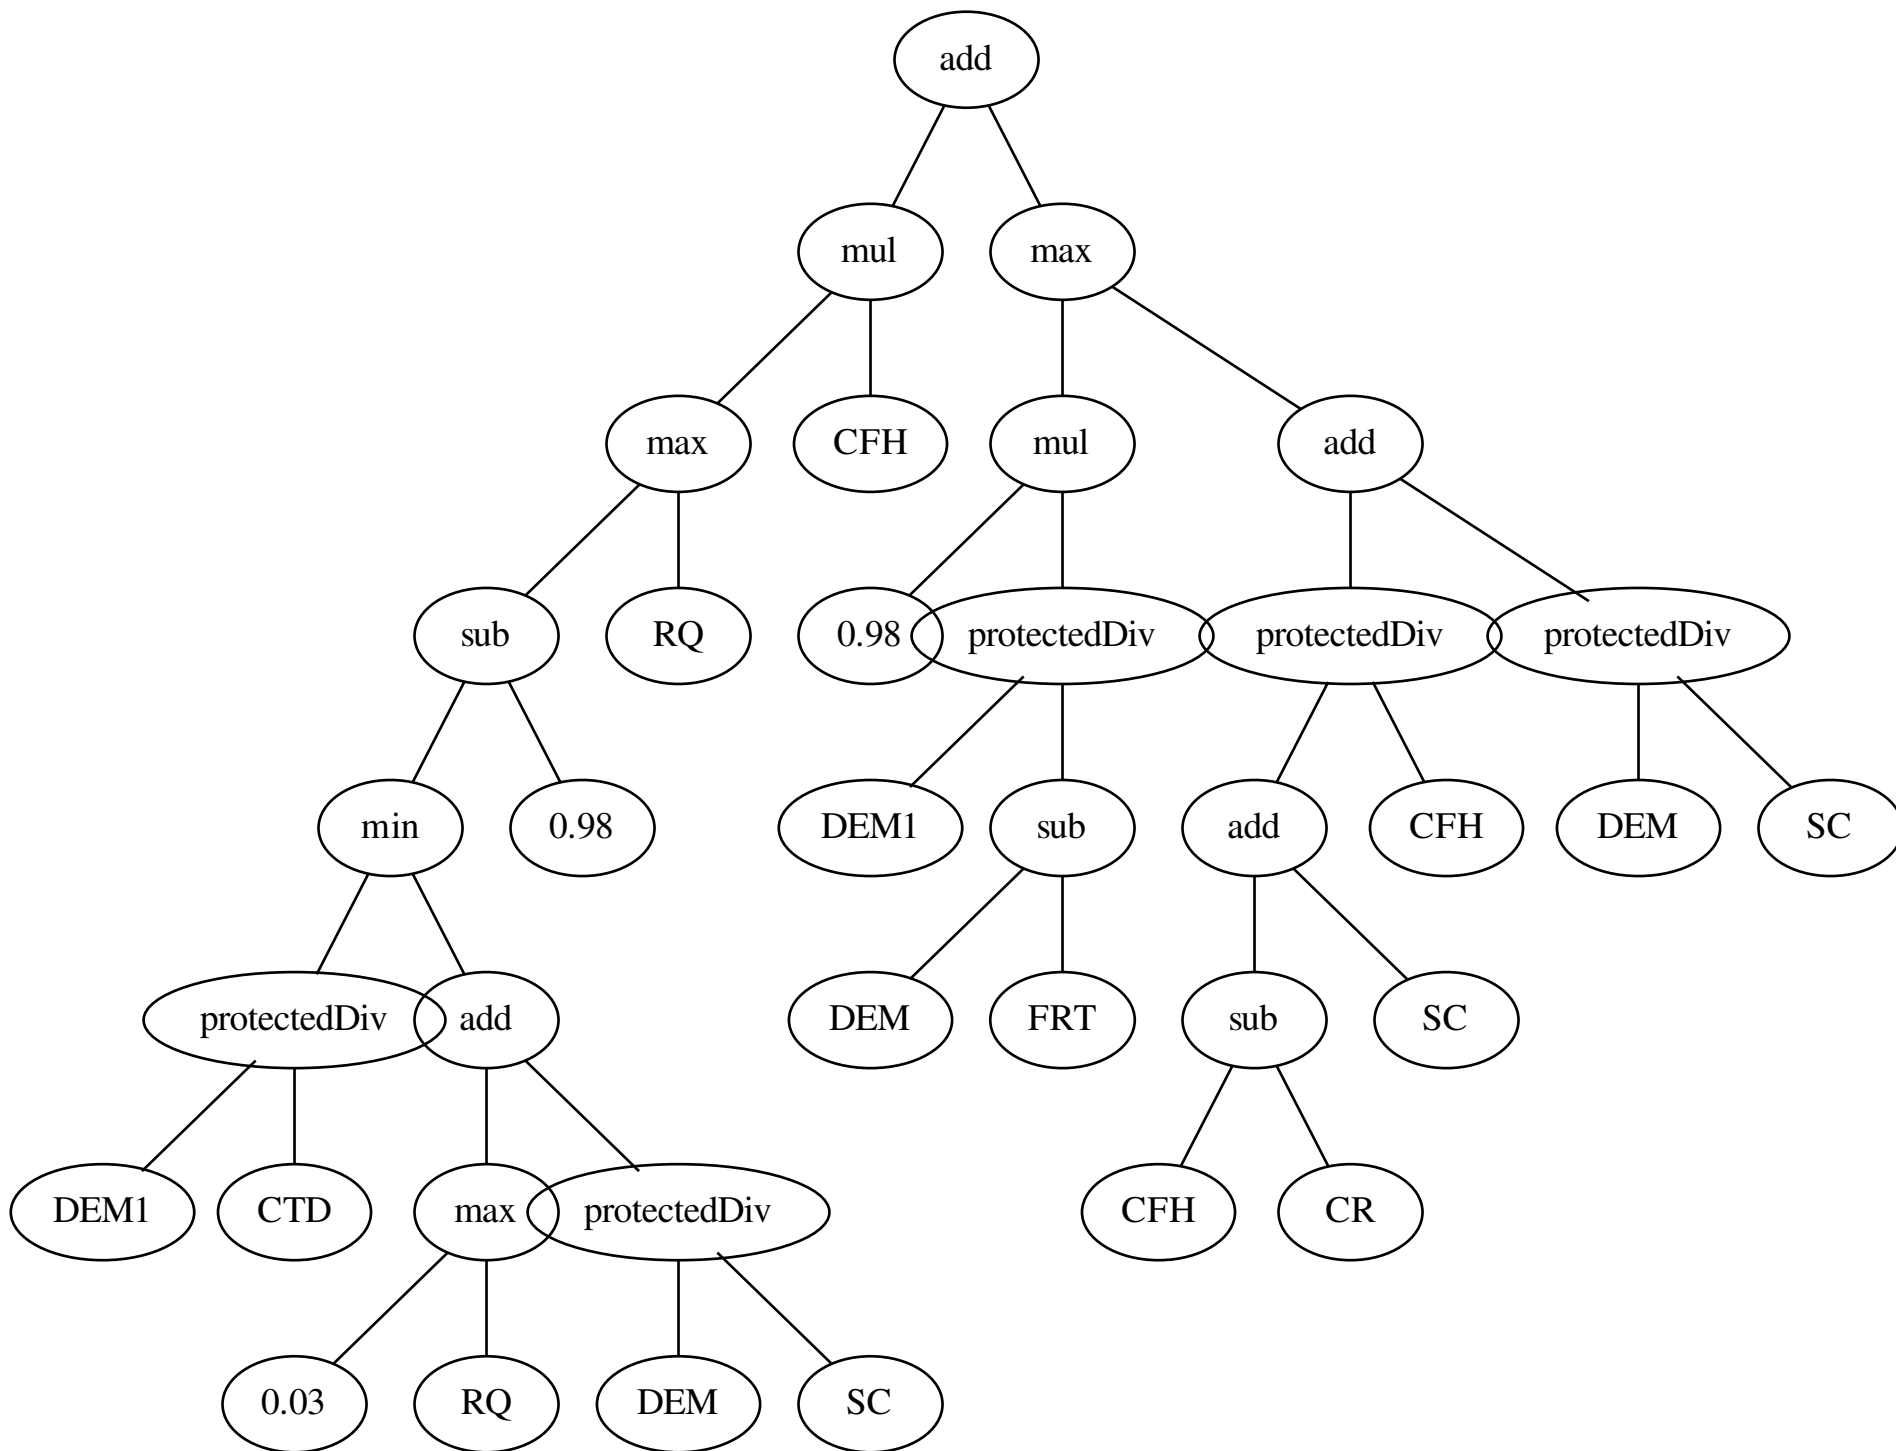 add
mul max
max CFH mul add
sub RQ 0.98 protectedDiv protectedDiv protectedDiv
min 0.98 DEM1 sub add CFH DEM SC
protectedDiv add DEM FRT sub SC
DEM1 CTD max protectedDiv CFH CR
0.03 RQ DEM SC